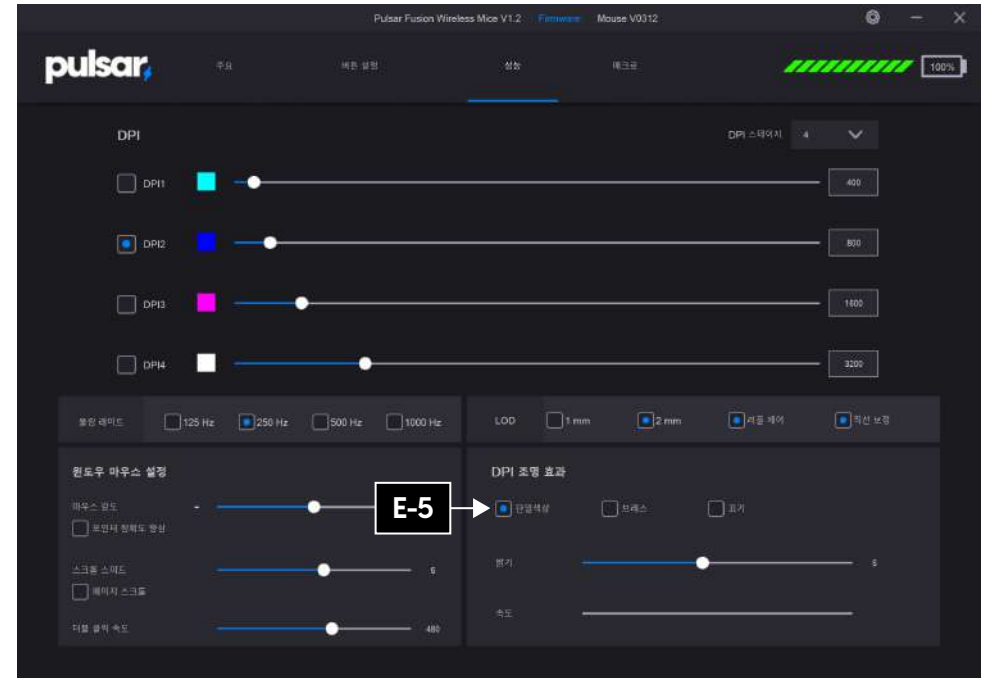 Pulsar Fusion Wireless Mice V1.2 Firmware Mouse V0312
pulsar
주요 버튼 설정 성능 매크로 100%
DPI DPI 스테이지 4
DPI1 400
DPI2 800
DPI3 1600
DPI4 3200
폴링 레이트 125 Hz 250 Hz 500 Hz 1000 Hz LOD 1 mm 2 mm 리플 제어 직선 보정
윈도우 마우스 설정 DPI 조명 효과
마우스 감도 - E-5 단일색상 브레스 끄기
포인터 정확도 향상
스크롤 스피드 6 밝기 6
페이지 스크롤
더블 클릭 속도 480 속도